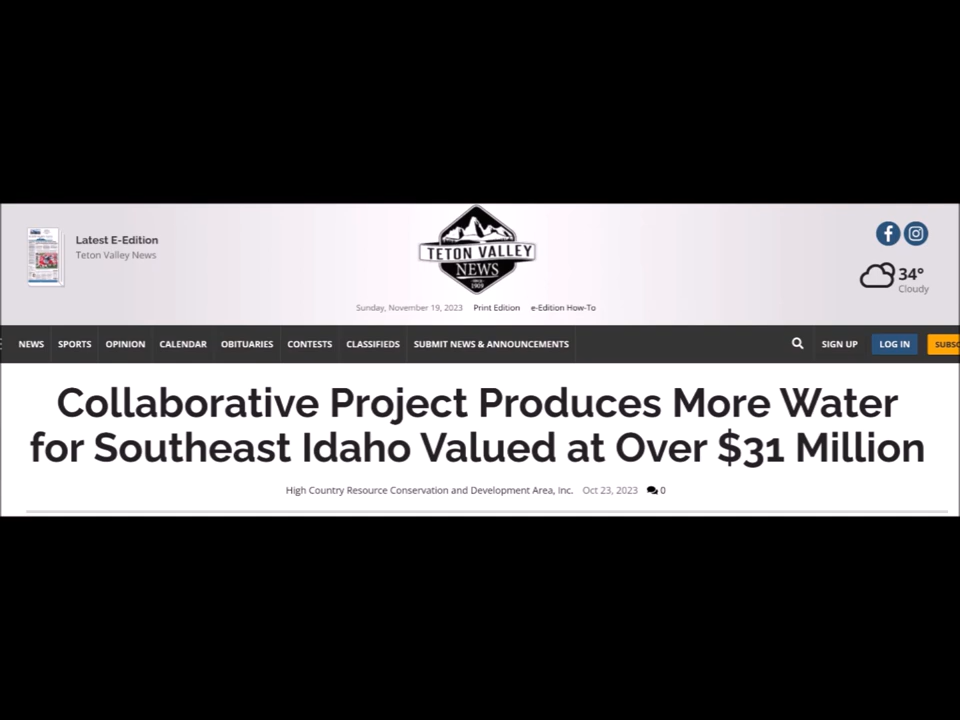 Latest E-Edition
Teton Valley News
TETON VALLEY
NEWS
SINCE
1909
Sunday, November 19, 2023 Print Edition e-Edition How-To
34°
Cloudy
NEWS SPORTS OPINION CALENDAR OBITUARIES CONTESTS CLASSIFIEDS SUBMIT NEWS & ANNOUNCEMENTS SIGN UP LOG IN SUBSC
Collaborative Project Produces More Water
for Southeast Idaho Valued at Over $31 Million
High Country Resource Conservation and Development Area, Inc. Oct 23, 2023 0